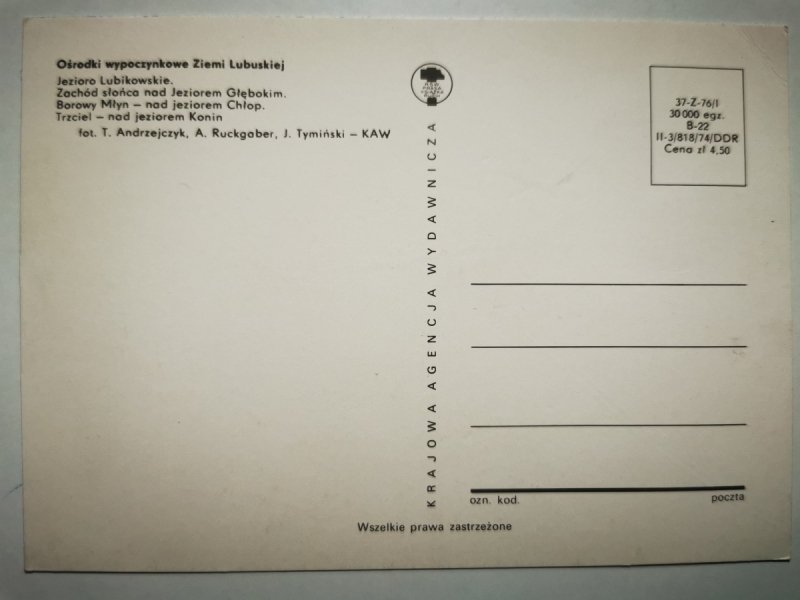 Ośrodki wypoczynkowe Ziemi Lubuskiej
Jezioro Lubikowskie.
Zachód słońca nad Jeziorem Głębokim.
Borowy Młyn – nad jeziorem Chłop.
Trzciel – nad jeziorem Konin
fot. T. Andrzejczyk, A. Ruckgaber, J. Tymiński – KAW
KRAJOWA AGENCJA WYDAWNICZA
37-Z-76/I
30 000 egz.
B-22
II-3/818/74/DDR
Cena zł 4,50
ozn. kod.
poczta
Wszelkie prawa zastrzeżone